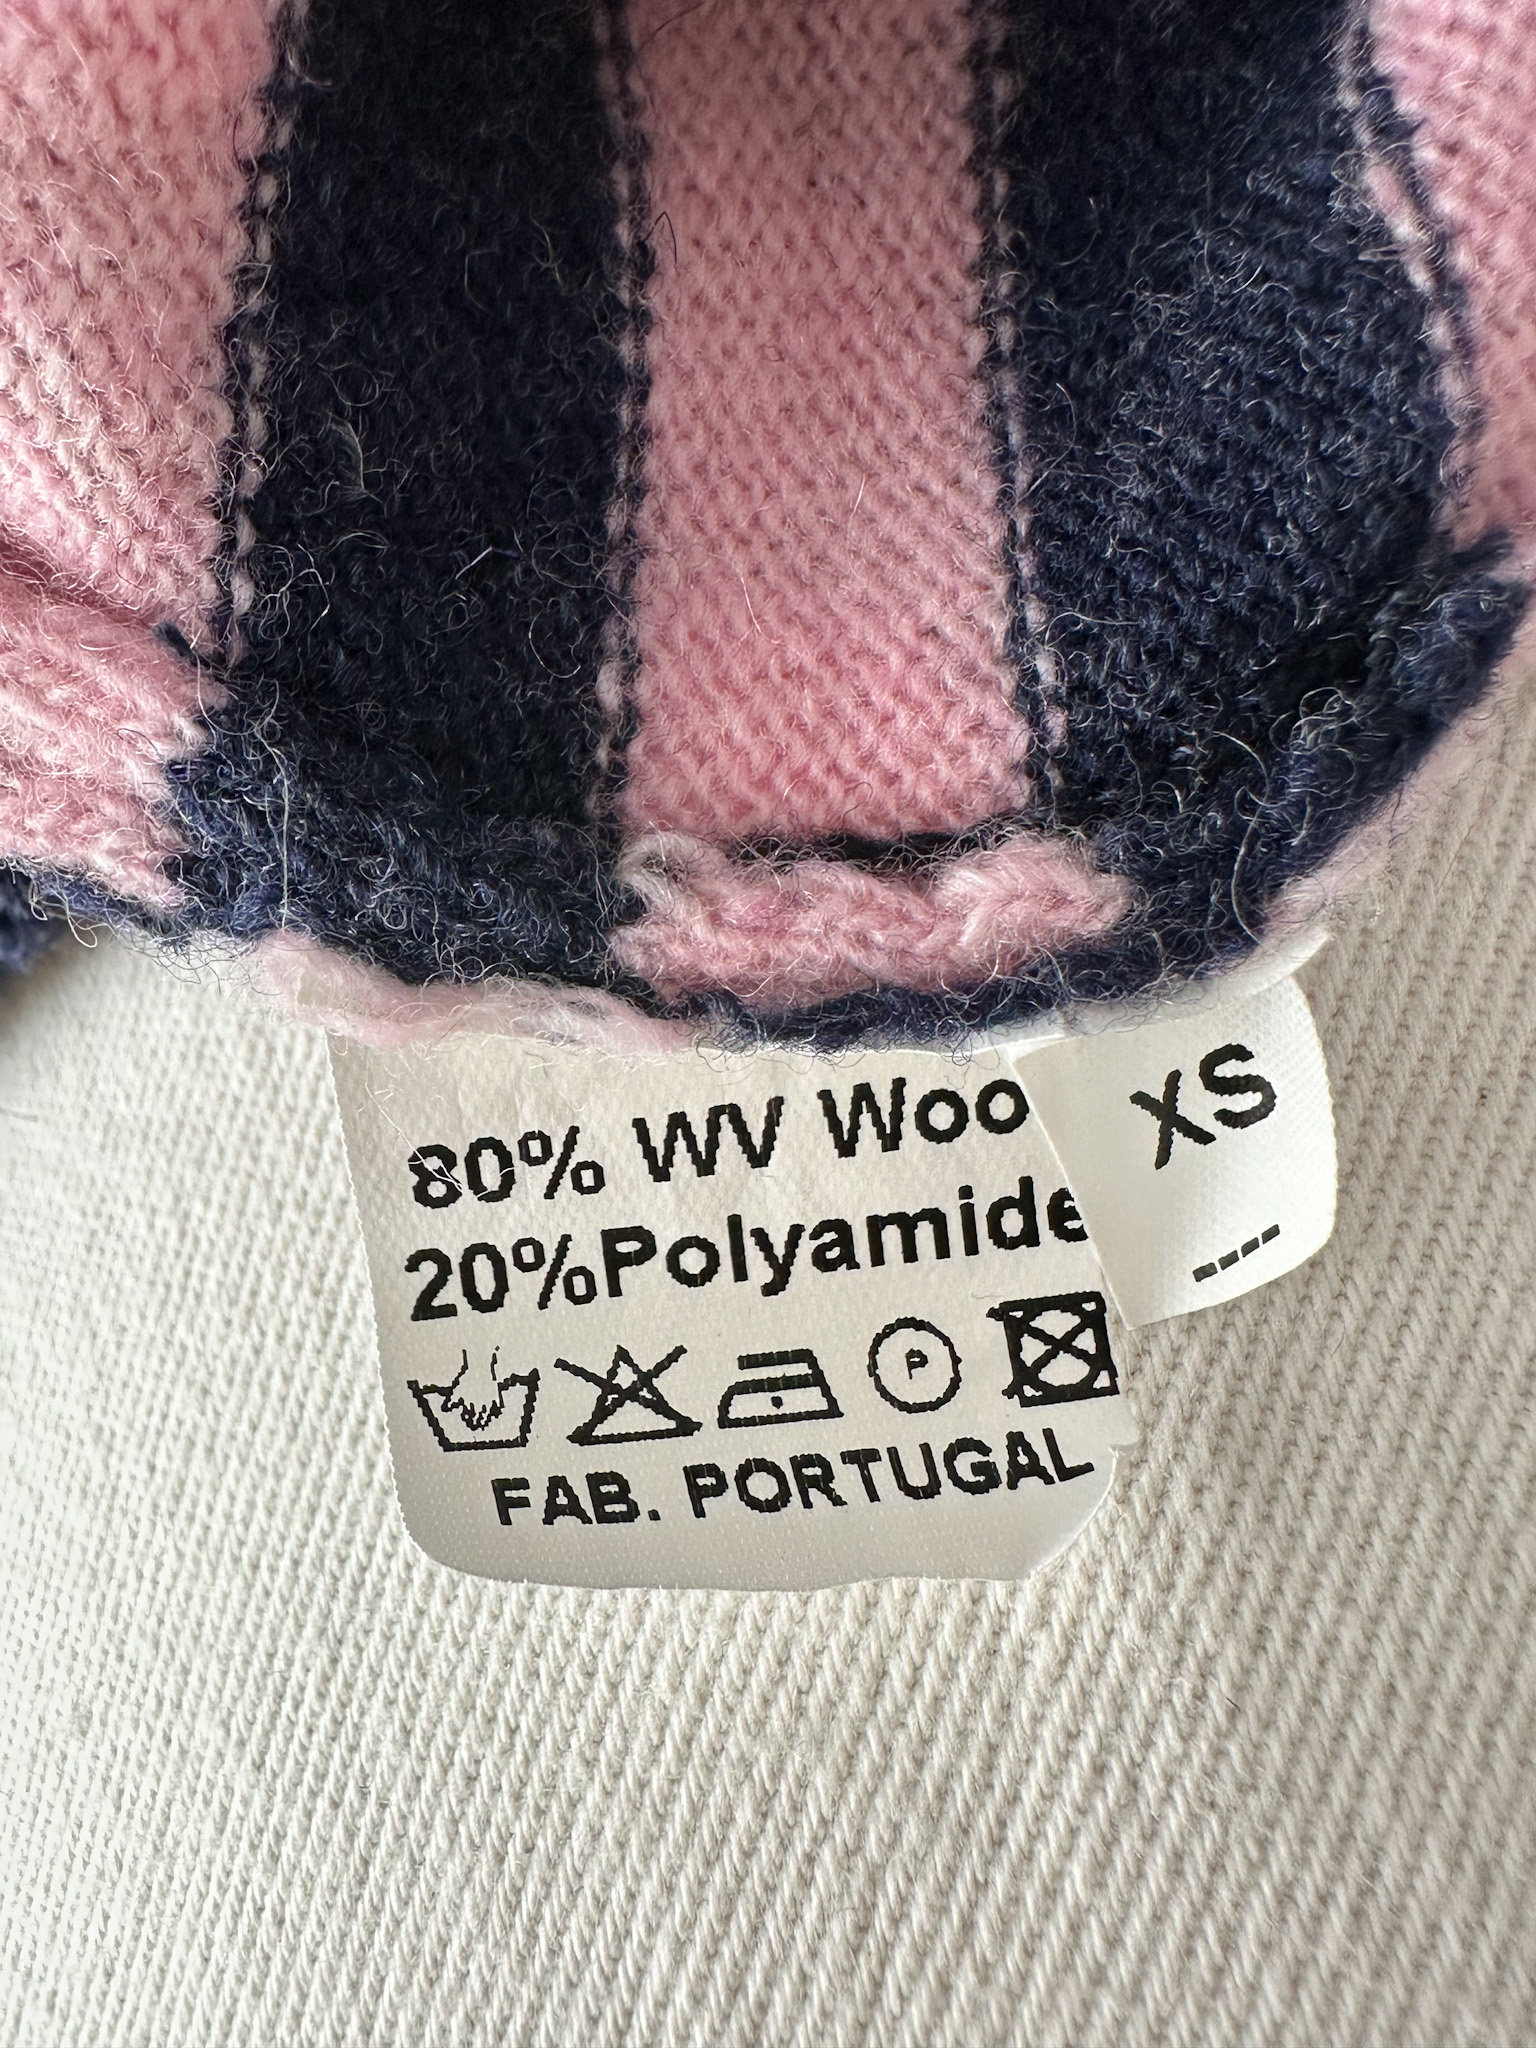 80% WV Woo
20%Polyamide
P
FAB. PORTUGAL
XS
----